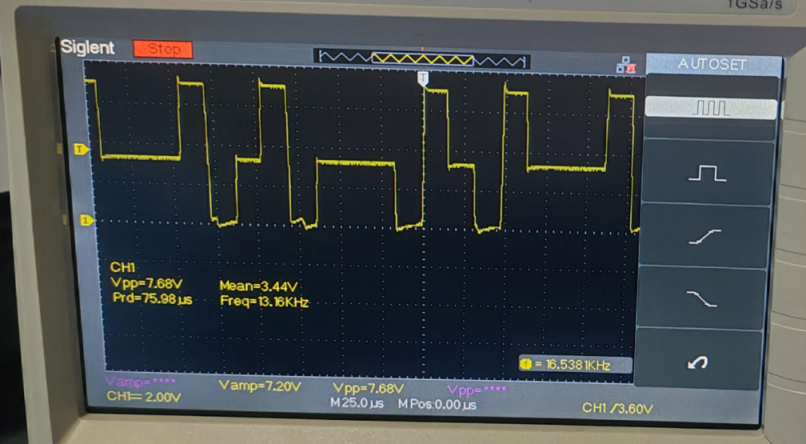 1GSa/s
Siglent Stop
AUTOSET
T
T
1
CH1
Vpp=7.68V Mean=3.44V
Prd=75.98µs Freq=13.16KHz
= 16.5381KHz
Vamp=**** Vamp=7.20V Vpp=7.68V Vpp=****
CH1= 2.00V M 25.0µs M Pos:0.00µs CH1 /3.60V